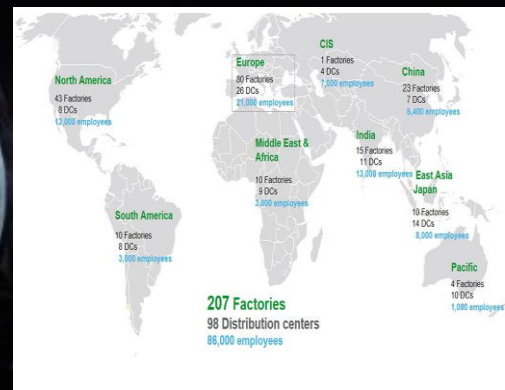 CIS
1 Factories
4 DCs
7,000 employees
Europe
80 Factories
26 DCs
21,000 employees
China
23 Factories
7 DCs
8,400 employees
North America
43 Factories
8 DCs
13,000 employees
India
15 Factories
11 DCs
13,000 employees
Middle East &
Africa
10 Factories
9 DCs
3,000 employees
East Asia
Japan
10 Factories
14 DCs
8,000 employees
South America
10 Factories
8 DCs
3,000 employees
Pacific
4 Factories
10 DCs
1,000 employees
207 Factories
98 Distribution centers
86,000 employees